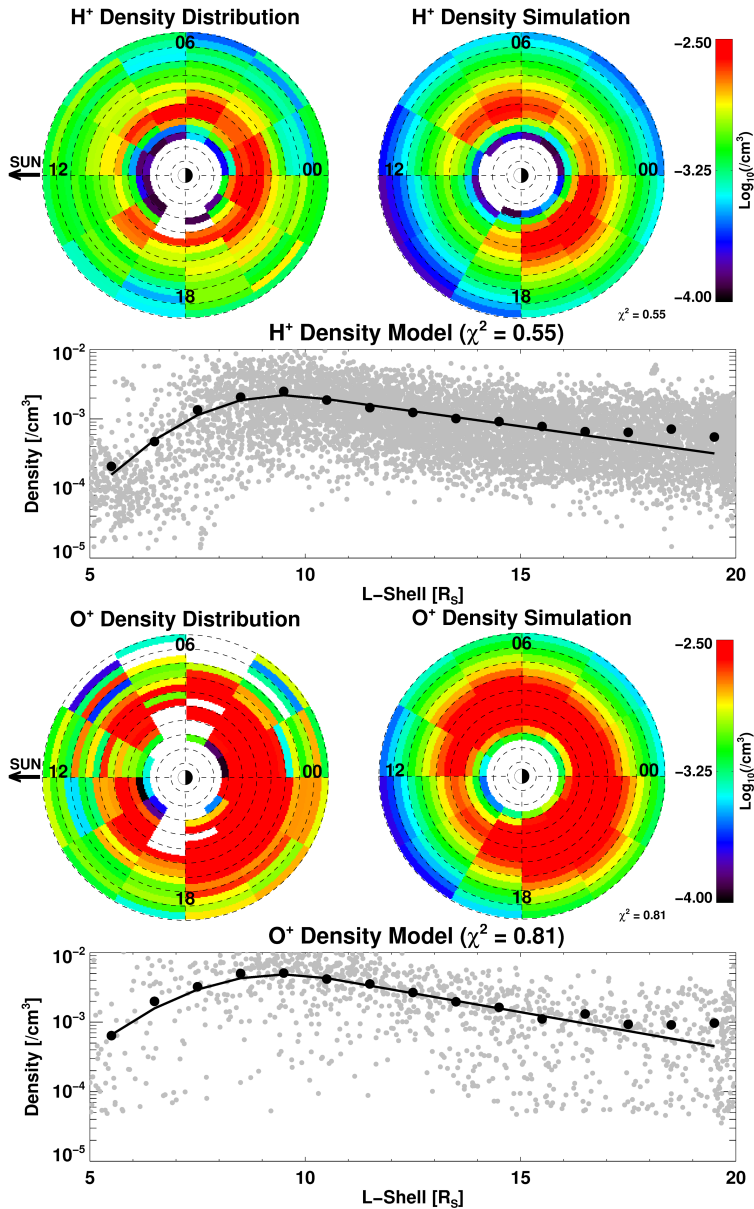 H⁺ Density Distribution
H⁺ Density Simulation
06
06
−2.50
SUN
12
00
12
00
−3.25
Log₁₀(/cm³)
18
18
−4.00
χ² = 0.55
H⁺ Density Model (χ² = 0.55)
10⁻²
10⁻³
10⁻⁴
10⁻⁵
Density [/cm³]
5
10
15
20
L−Shell [R_S]
O⁺ Density Distribution
O⁺ Density Simulation
06
06
−2.50
SUN
12
00
12
00
−3.25
Log₁₀(/cm³)
18
18
−4.00
χ² = 0.81
O⁺ Density Model (χ² = 0.81)
10⁻²
10⁻³
10⁻⁴
10⁻⁵
Density [/cm³]
5
10
15
20
L−Shell [R_S]